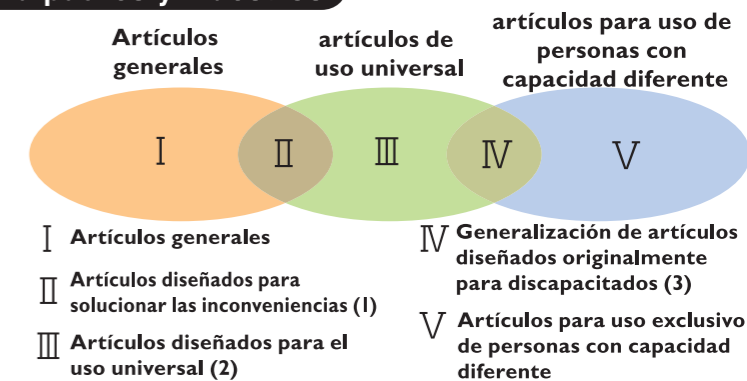 Artículos
generales
artículos de
uso universal
artículos para uso de
personas con
capacidad diferente
I
II
III
IV
V
I Artículos generales
II Artículos diseñados para
solucionar las inconveniencias (1)
III Artículos diseñados para el
uso universal (2)
IV Generalización de artículos
diseñados originalmente
para discapacitados (3)
V Artículos para uso exclusivo
de personas con capacidad
diferente